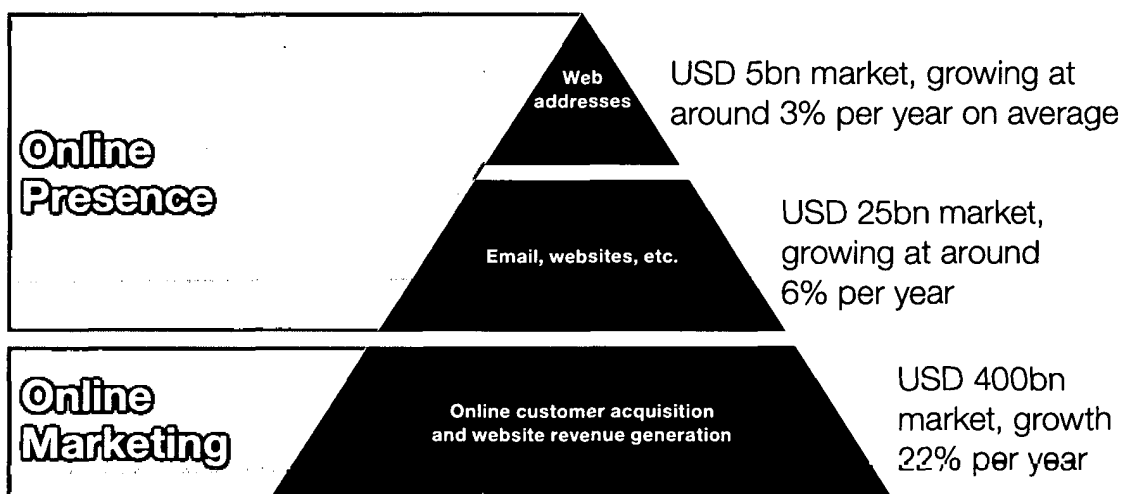 Online
Presence
Web
addresses
USD 5bn market, growing at
around 3% per year on average
Email, websites, etc.
USD 25bn market,
growing at around
6% per year
Online
Marketing
Online customer acquisition
and website revenue generation
USD 400bn
market, growth
22% per year